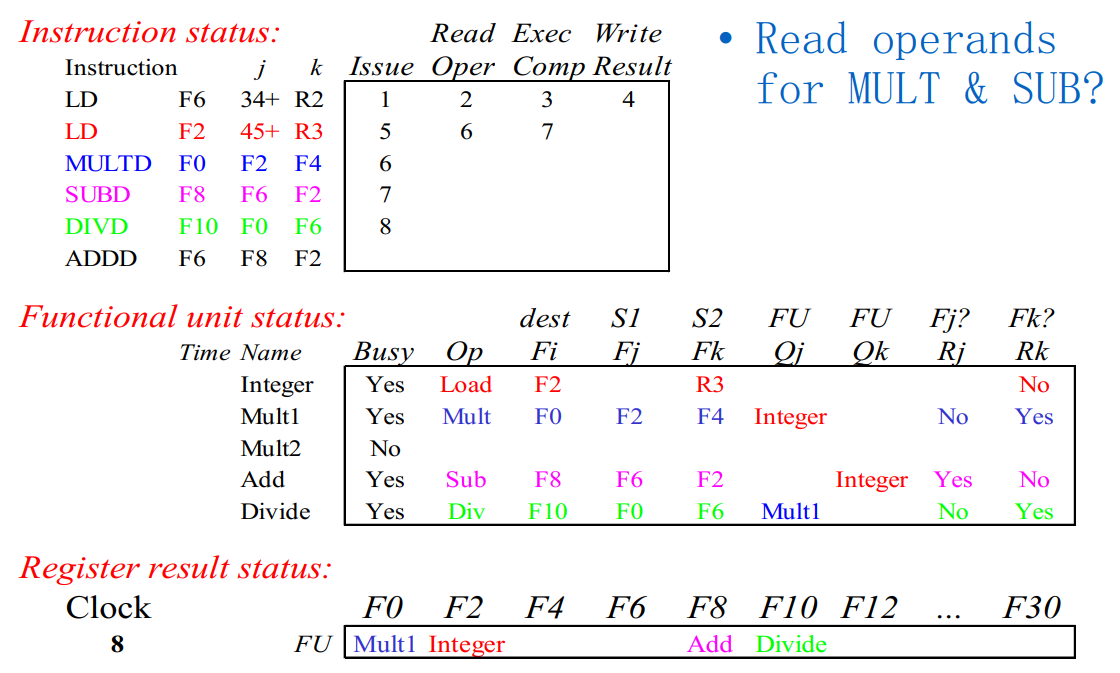 Instruction status: Read Exec Write
Instruction j k Issue Oper Comp Result
LD F6 34+ R2 1 2 3 4
LD F2 45+ R3 5 6 7
MULTD F0 F2 F4 6
SUBD F8 F6 F2 7
DIVD F10 F0 F6 8
ADDD F6 F8 F2
• Read operands
for MULT & SUB?
Functional unit status: dest S1 S2 FU FU Fj? Fk?
Time Name Busy Op Fi Fj Fk Qj Qk Rj Rk
Integer Yes Load F2 R3 No
Mult1 Yes Mult F0 F2 F4 Integer No Yes
Mult2 No
Add Yes Sub F8 F6 F2 Integer Yes No
Divide Yes Div F10 F0 F6 Mult1 No Yes
Register result status:
Clock F0 F2 F4 F6 F8 F10 F12 ... F30
8 FU Mult1 Integer Add Divide